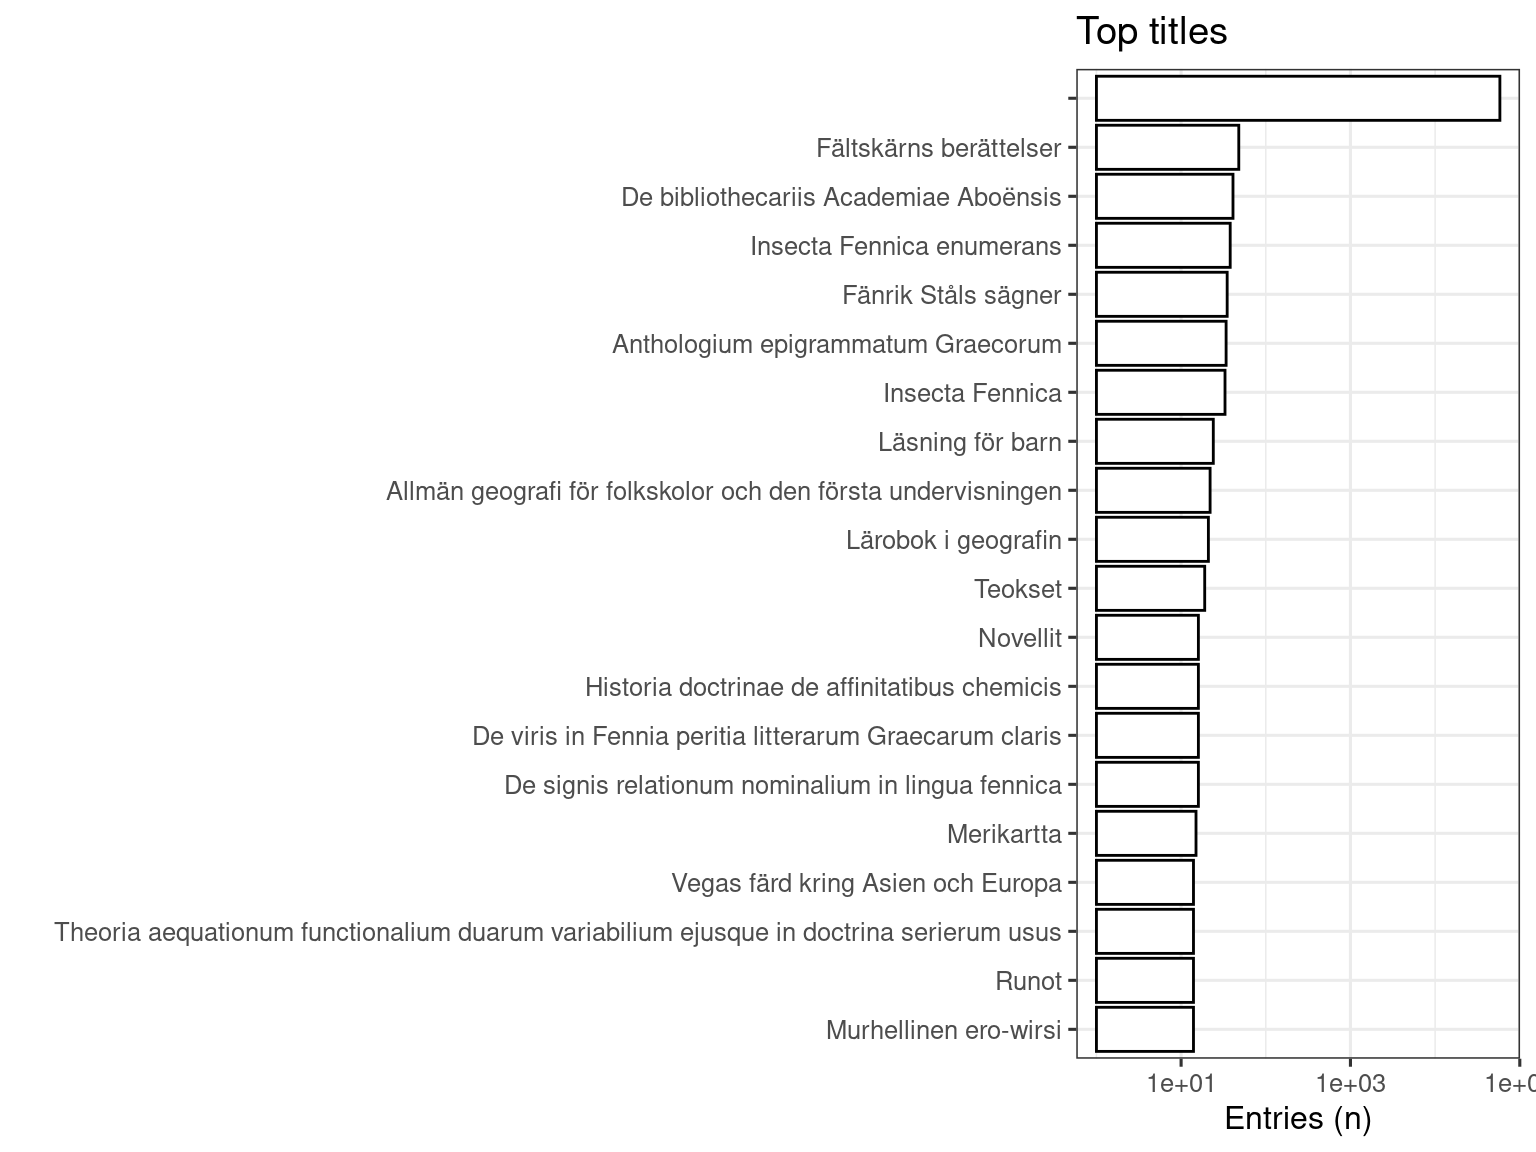 Top titles
Fältskärns berättelser
De bibliothecariis Academiae Aboënsis
Insecta Fennica enumerans
Fänrik Ståls sägner
Anthologium epigrammatum Graecorum
Insecta Fennica
Läsning för barn
Allmän geografi för folkskolor och den första undervisningen
Lärobok i geografin
Teokset
Novellit
Historia doctrinae de affinitatibus chemicis
De viris in Fennia peritia litterarum Graecarum claris
De signis relationum nominalium in lingua fennica
Merikartta
Vegas färd kring Asien och Europa
Theoria aequationum functionalium duarum variabilium ejusque in doctrina serierum usus
Runot
Murhellinen ero-wirsi
1e+01 1e+03
Entries (n)